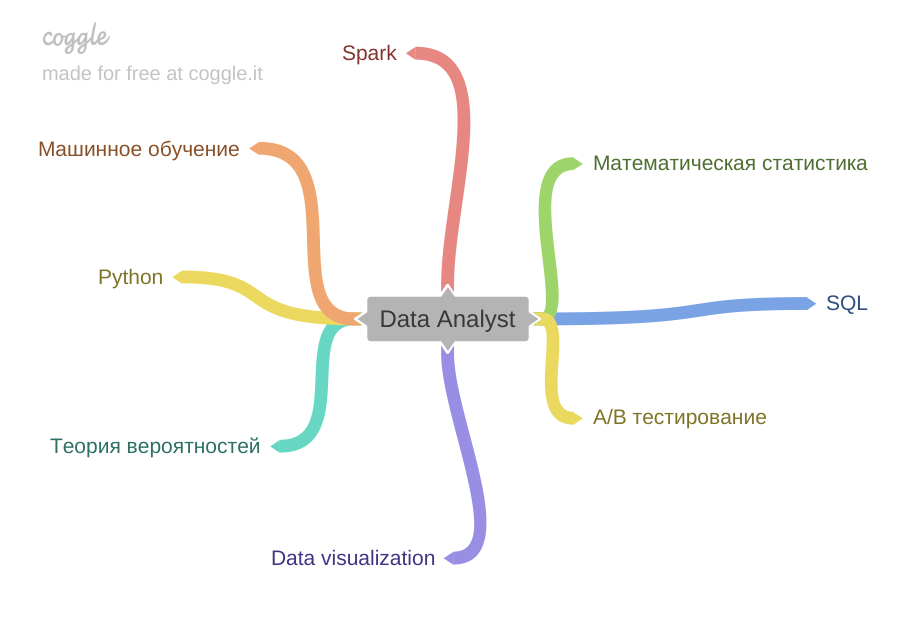 coggle
made for free at coggle.it
Spark
Машинное обучение
Математическая статистика
Python
SQL
Data Analyst
A/B тестирование
Теория вероятностей
Data visualization